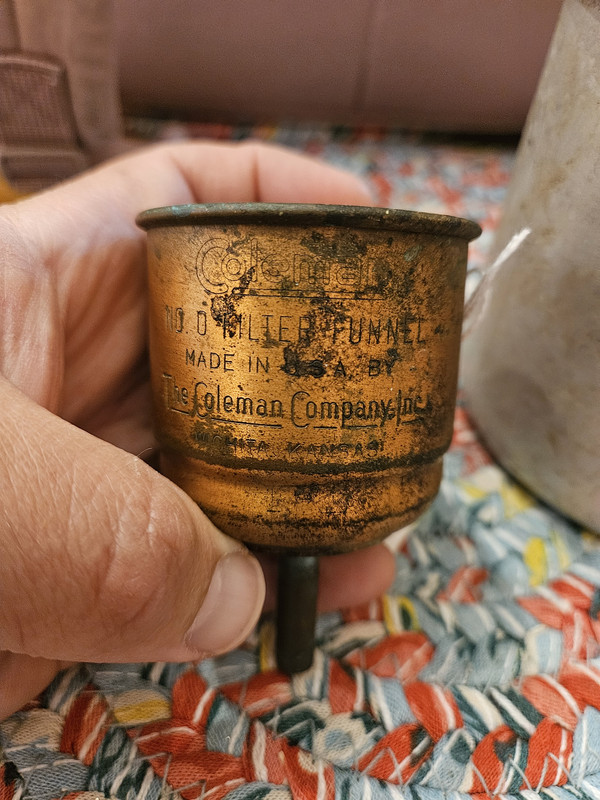 Coleman
NO. 0 FILTER FUNNEL
MADE IN U.S.A. BY
The Coleman Company, Inc.
WICHITA, KANSAS